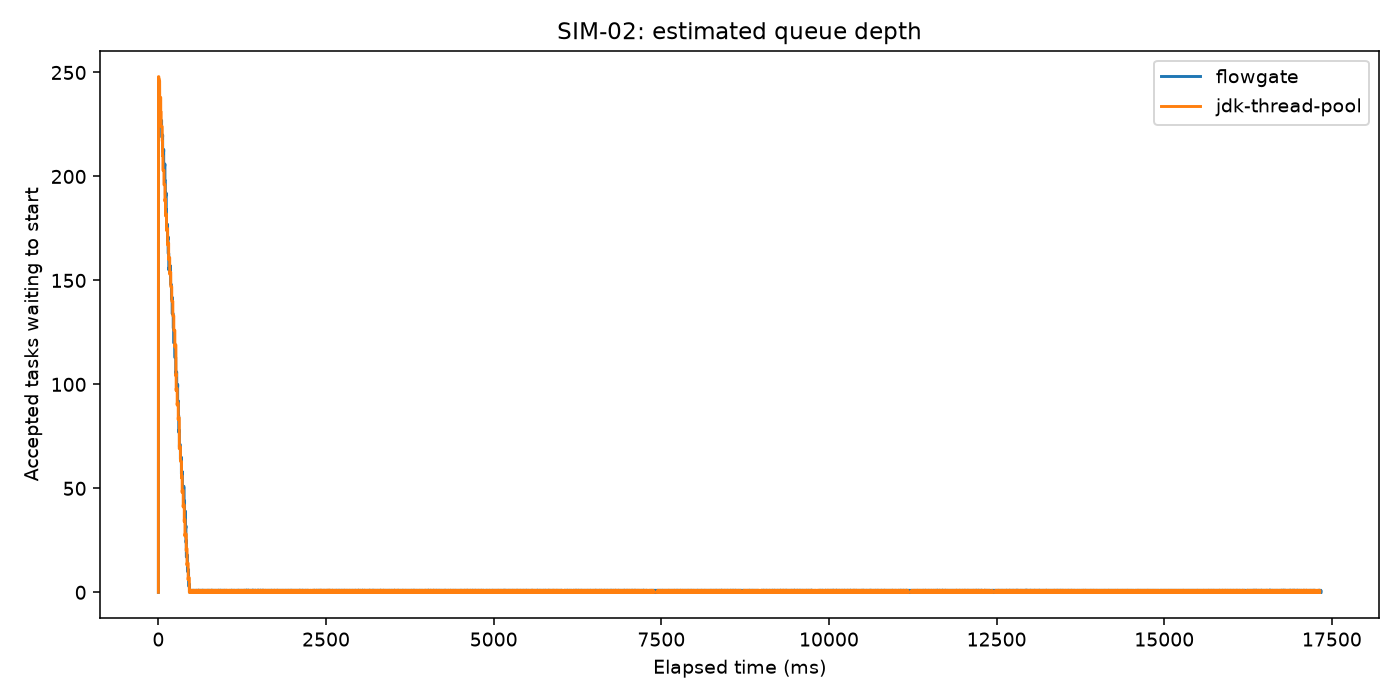 SIM-02: estimated queue depth
flowgate
jdk-thread-pool
Accepted tasks waiting to start
250
200
150
100
50
0
0 2500 5000 7500 10000 12500 15000 17500
Elapsed time (ms)